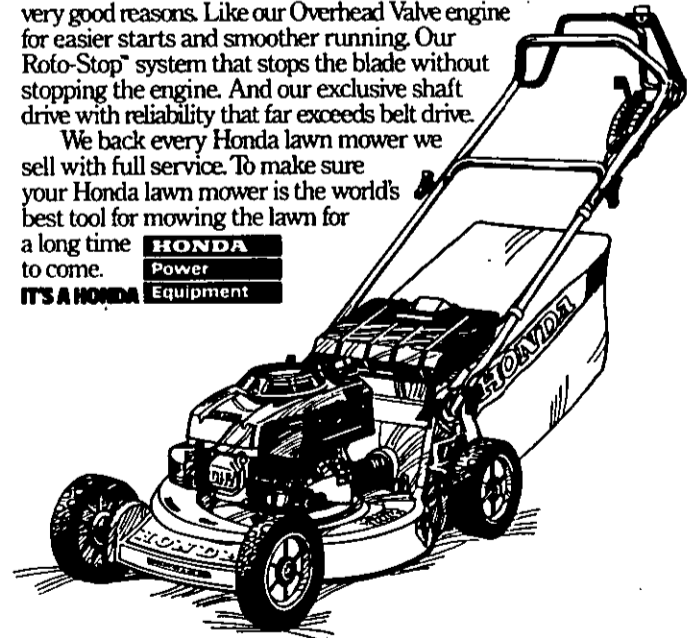 very good reasons. Like our Overhead Valve engine
for easier starts and smoother running. Our
Roto-Stop™ system that stops the blade without
stopping the engine. And our exclusive shaft
drive with reliability that far exceeds belt drive.
We back every Honda lawn mower we
sell with full service. To make sure
your Honda lawn mower is the world's
best tool for mowing the lawn for
a long time
to come.
IT'S A HONDA
HONDA
Power
Equipment
HONDA
HONDA